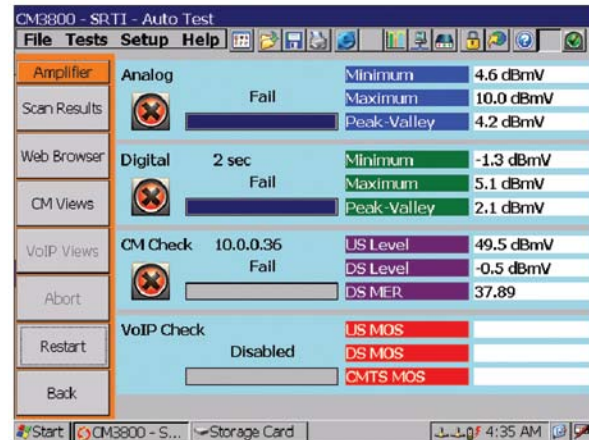 CM3800 - SRTI - Auto Test
File Tests Setup Help
Amplifier
Scan Results
Web Browser
CM Views
VoIP Views
Abort
Restart
Back
Analog
Fail
Minimum 4.6 dBmV
Maximum 10.0 dBmV
Peak-Valley 4.2 dBmV
Digital 2 sec
Fail
Minimum -1.3 dBmV
Maximum 5.1 dBmV
Peak-Valley 2.1 dBmV
CM Check 10.0.0.36
Fail
US Level 49.5 dBmV
DS Level -0.5 dBmV
DS MER 37.89
VoIP Check
Disabled
US MOS
DS MOS
CMTS MOS
Start CM3800 - S... Storage Card 4:35 AM